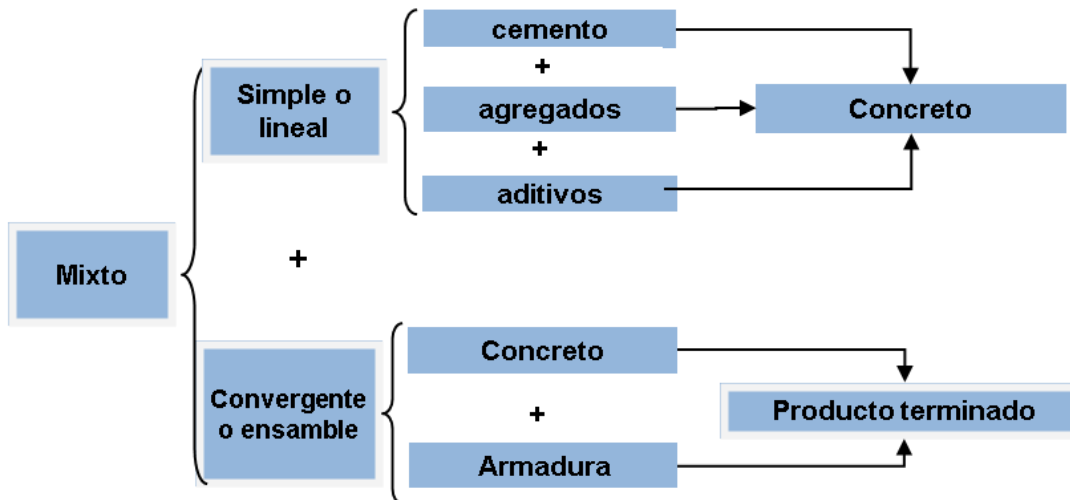 Mixto
Simple o
lineal
cemento
+
agregados
+
aditivos
Concreto
+
Convergente
o ensamble
Concreto
+
Armadura
Producto terminado